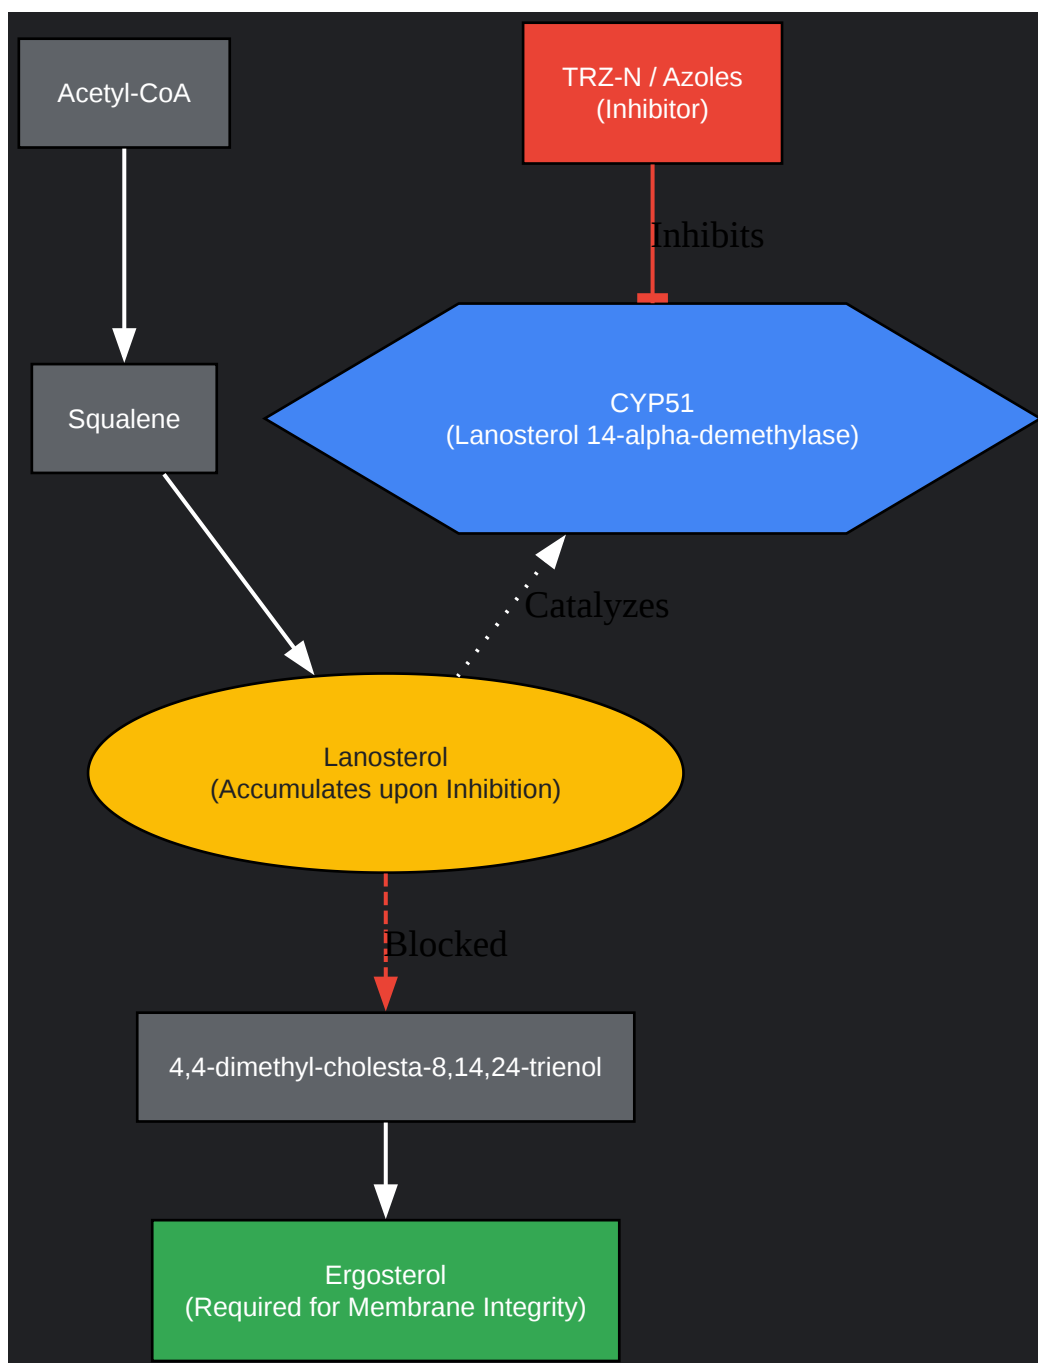 Acetyl-CoA
TRZ-N / Azoles
(Inhibitor)
Inhibits
Squalene
CYP51
(Lanosterol 14-alpha-demethylase)
Catalyzes
Lanosterol
(Accumulates upon Inhibition)
Blocked
4,4-dimethyl-cholesta-8,14,24-trienol
Ergosterol
(Required for Membrane Integrity)